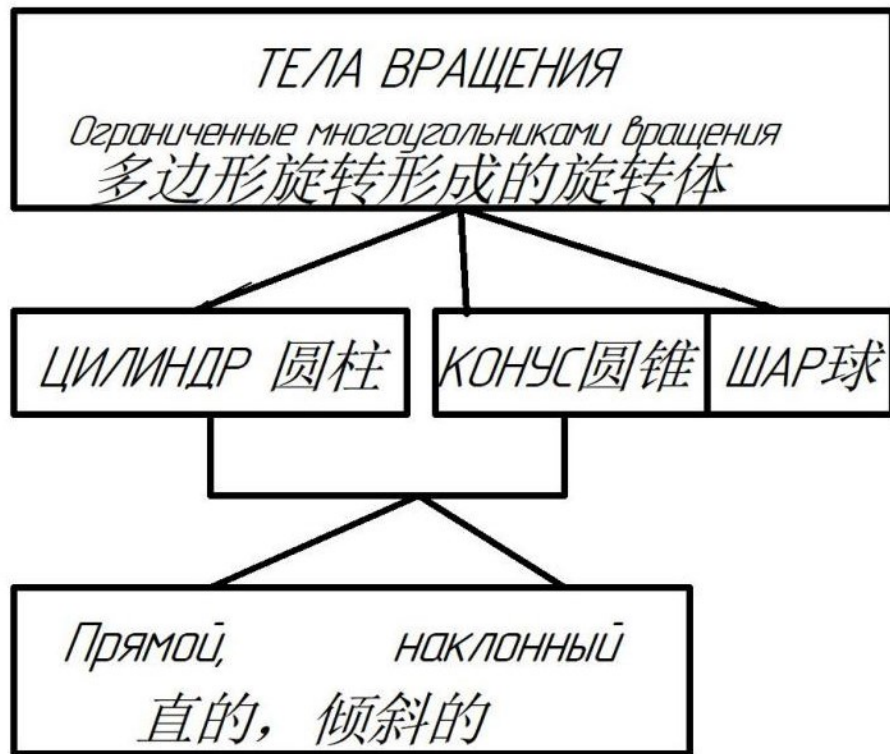 ТЕЛА ВРАЩЕНИЯ
Ограниченные многоугольниками вращения
多边形旋转形成的旋转体
ЦИЛИНДР 圆柱
КОНУС圆锥
ШАР球
Прямой, наклонный
直的，倾斜的